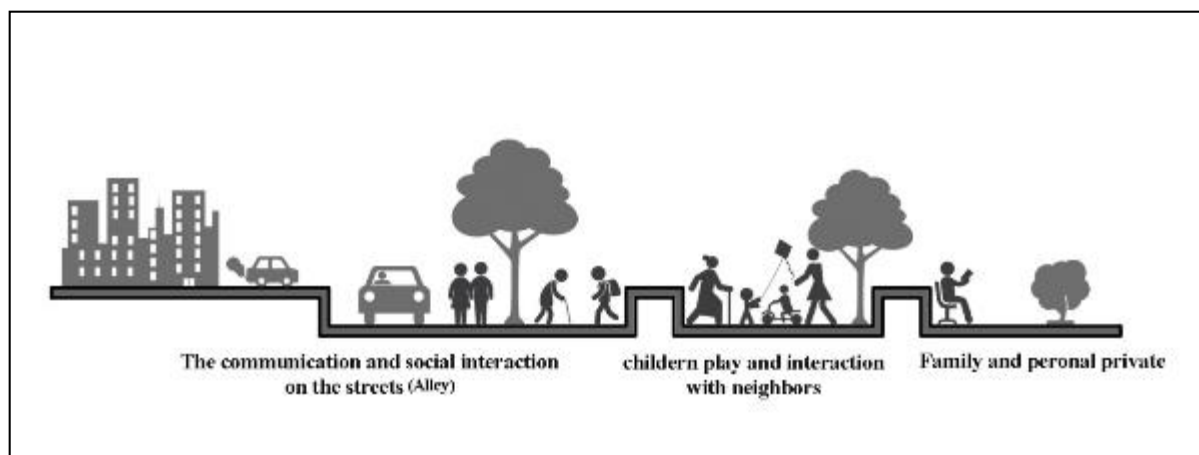 The communication and social interaction
on the streets (Alley)
childern play and interaction
with neighbors
Family and peronal private